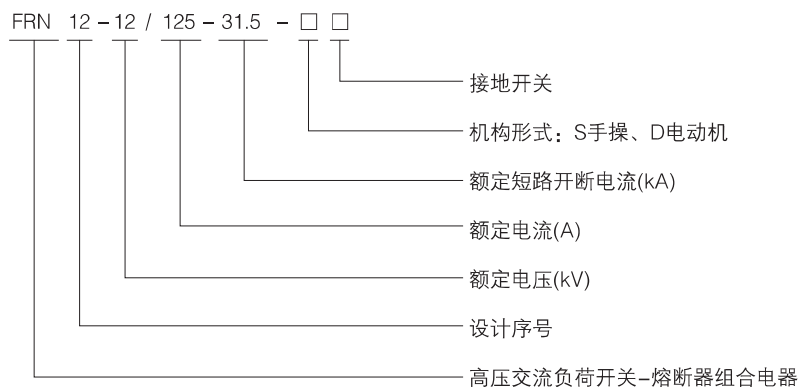 FRN 12-12/125-31.5-□□
接地开关
机构形式：S手操、D电动机
额定短路开断电流(kA)
额定电流(A)
额定电压(kV)
设计序号
高压交流负荷开关-熔断器组合电器